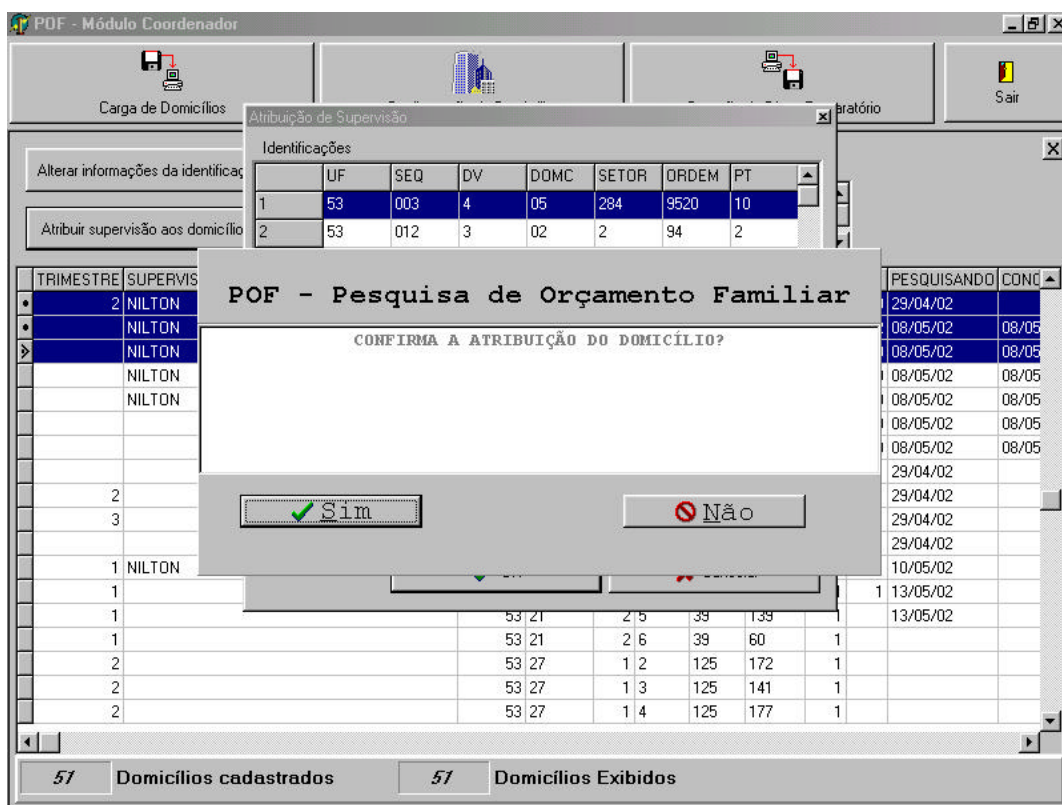 POF - Módulo Coordenador
Carga de Domicílios
Sair
Atribuição de Supervisão
Identificações
Alterar informações da identificaç
UF SEQ DV DOMC SETOR ORDEM PT
1 53 003 4 05 284 9520 10
Atribuir supervisão aos domicílio
2 53 012 3 02 2 94 2
TRIMESTRE SUPERVIS PESQUISANDO CONC
POF - Pesquisa de Orçamento Familiar
CONFIRMA A ATRIBUIÇÃO DO DOMICÍLIO?
2 NILTON 29/04/02
NILTON 08/05/02 08/05
NILTON 08/05/02 08/05
NILTON 08/05/02 08/05
NILTON 08/05/02 08/05
08/05/02 08/05
08/05/02 08/05
29/04/02
2 29/04/02
3 29/04/02
29/04/02
Sim
Não
1 NILTON 10/05/02
1 1 13/05/02
1 53 21 2 5 39 139 1 13/05/02
1 53 21 2 6 39 60 1
2 53 27 1 2 125 172 1
2 53 27 1 3 125 141 1
2 53 27 1 4 125 177 1
51 Domicílios cadastrados 51 Domicílios Exibidos